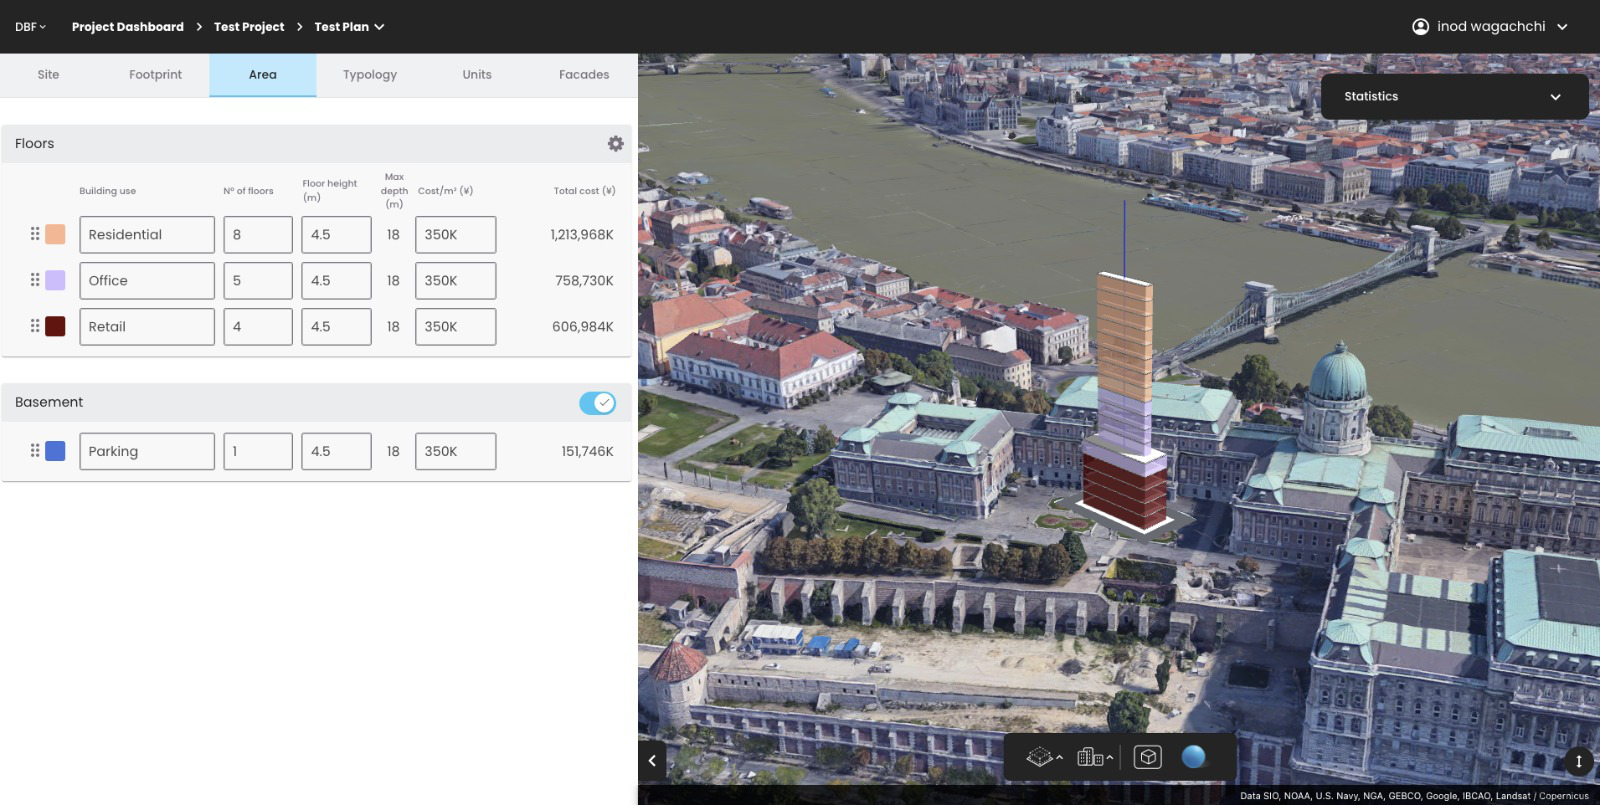 DBF Project Dashboard Test Project Test Plan inod wagachchi
Site Footprint Area Typology Units Facades
Statistics
Floors
Building use Nº of floors Floor height (m) Max depth (m) Cost/m² (¥) Total cost (¥)
Residential 8 4.5 18 350K 1,213,968K
Office 5 4.5 18 350K 758,730K
Retail 4 4.5 18 350K 606,984K
Basement
Parking 1 4.5 18 350K 151,746K
Data SIO, NOAA, U.S. Navy, NGA, GEBCO, Google, IBCAO, Landsat / Copernicus